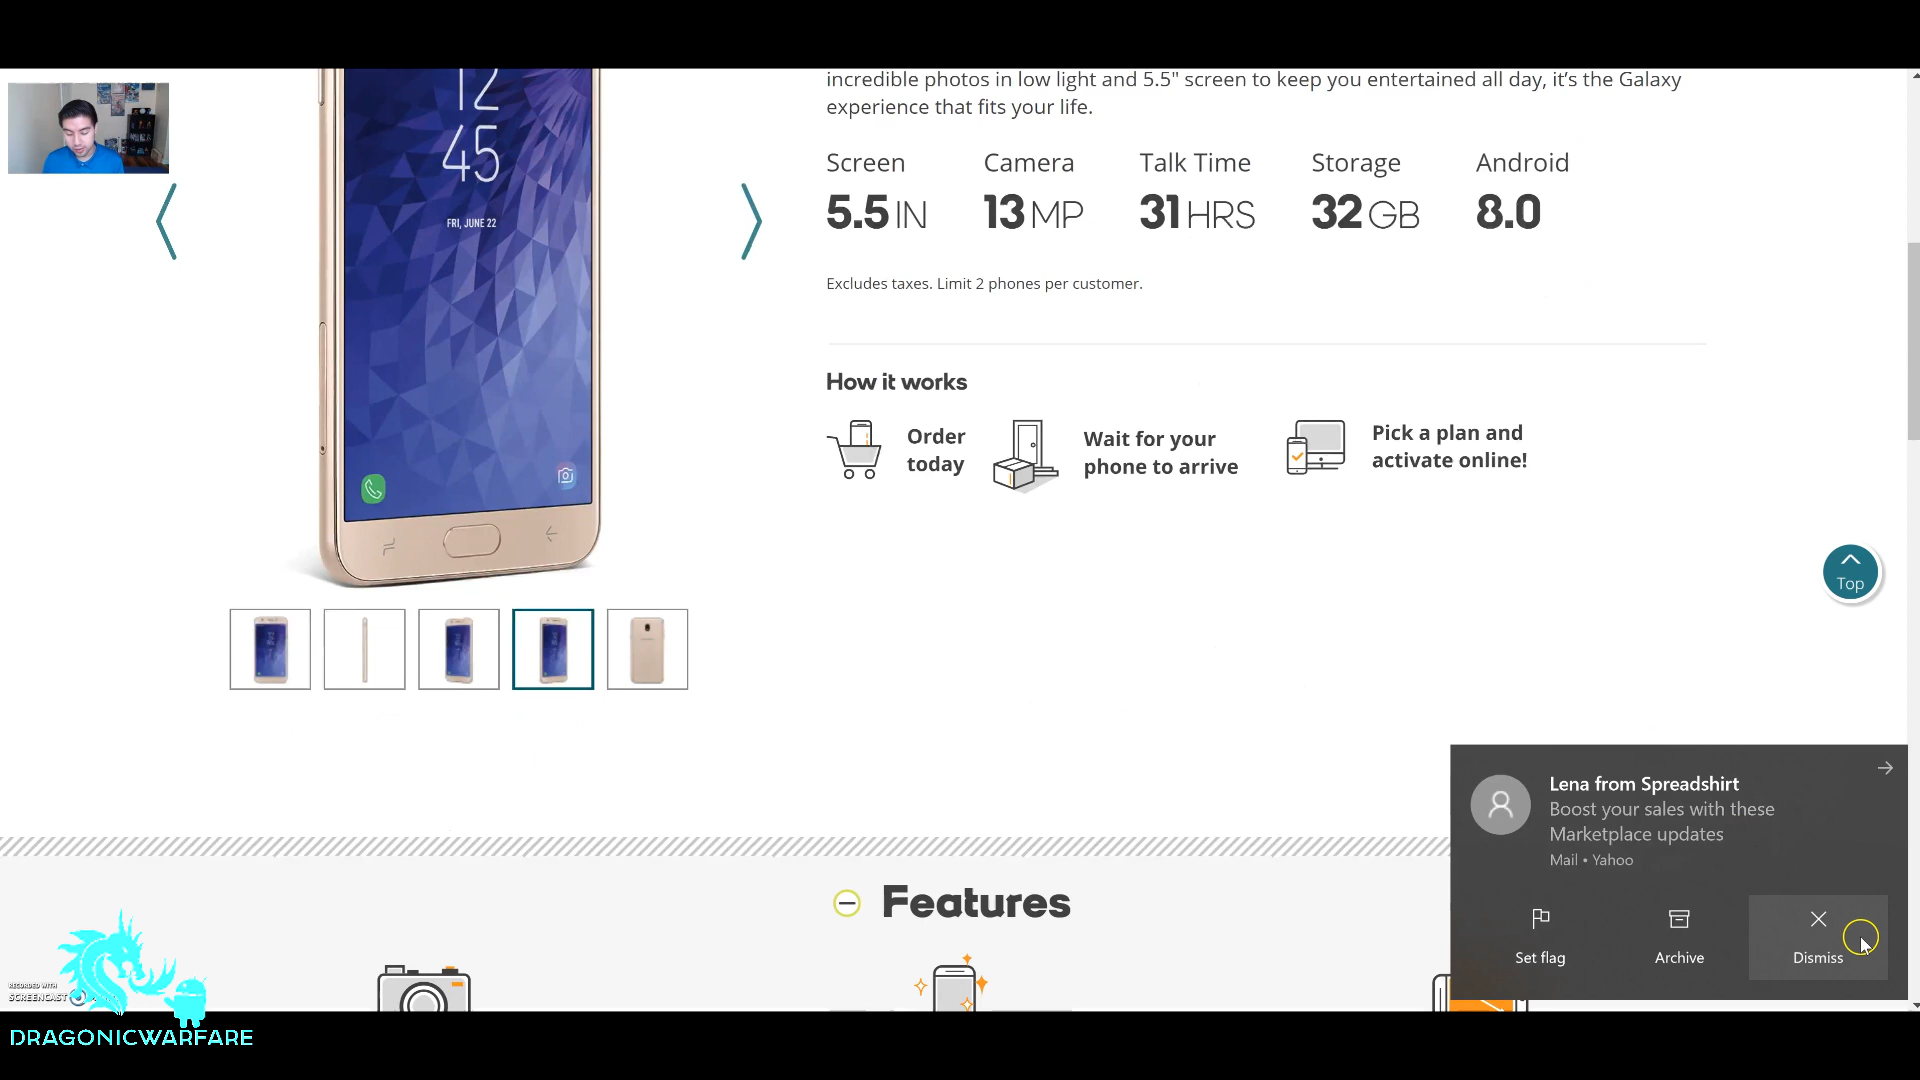 incredible photos in low light and 5.5" screen to keep you entertained all day, it's the Galaxy
experience that fits your life.
Screen
5.5 IN
Camera
13 MP
Talk Time
31 HRS
Storage
32 GB
Android
8.0
Excludes taxes. Limit 2 phones per customer.
How it works
Order
today
Wait for your
phone to arrive
Pick a plan and
activate online!
12
45
FRI, JUNE 22
Top
Features
Lena from Spreadshirt
Boost your sales with these
Marketplace updates
Mail • Yahoo
Set flag
Archive
Dismiss
RECORDED WITH
SCREENCAST
DRAGONICWARFARE